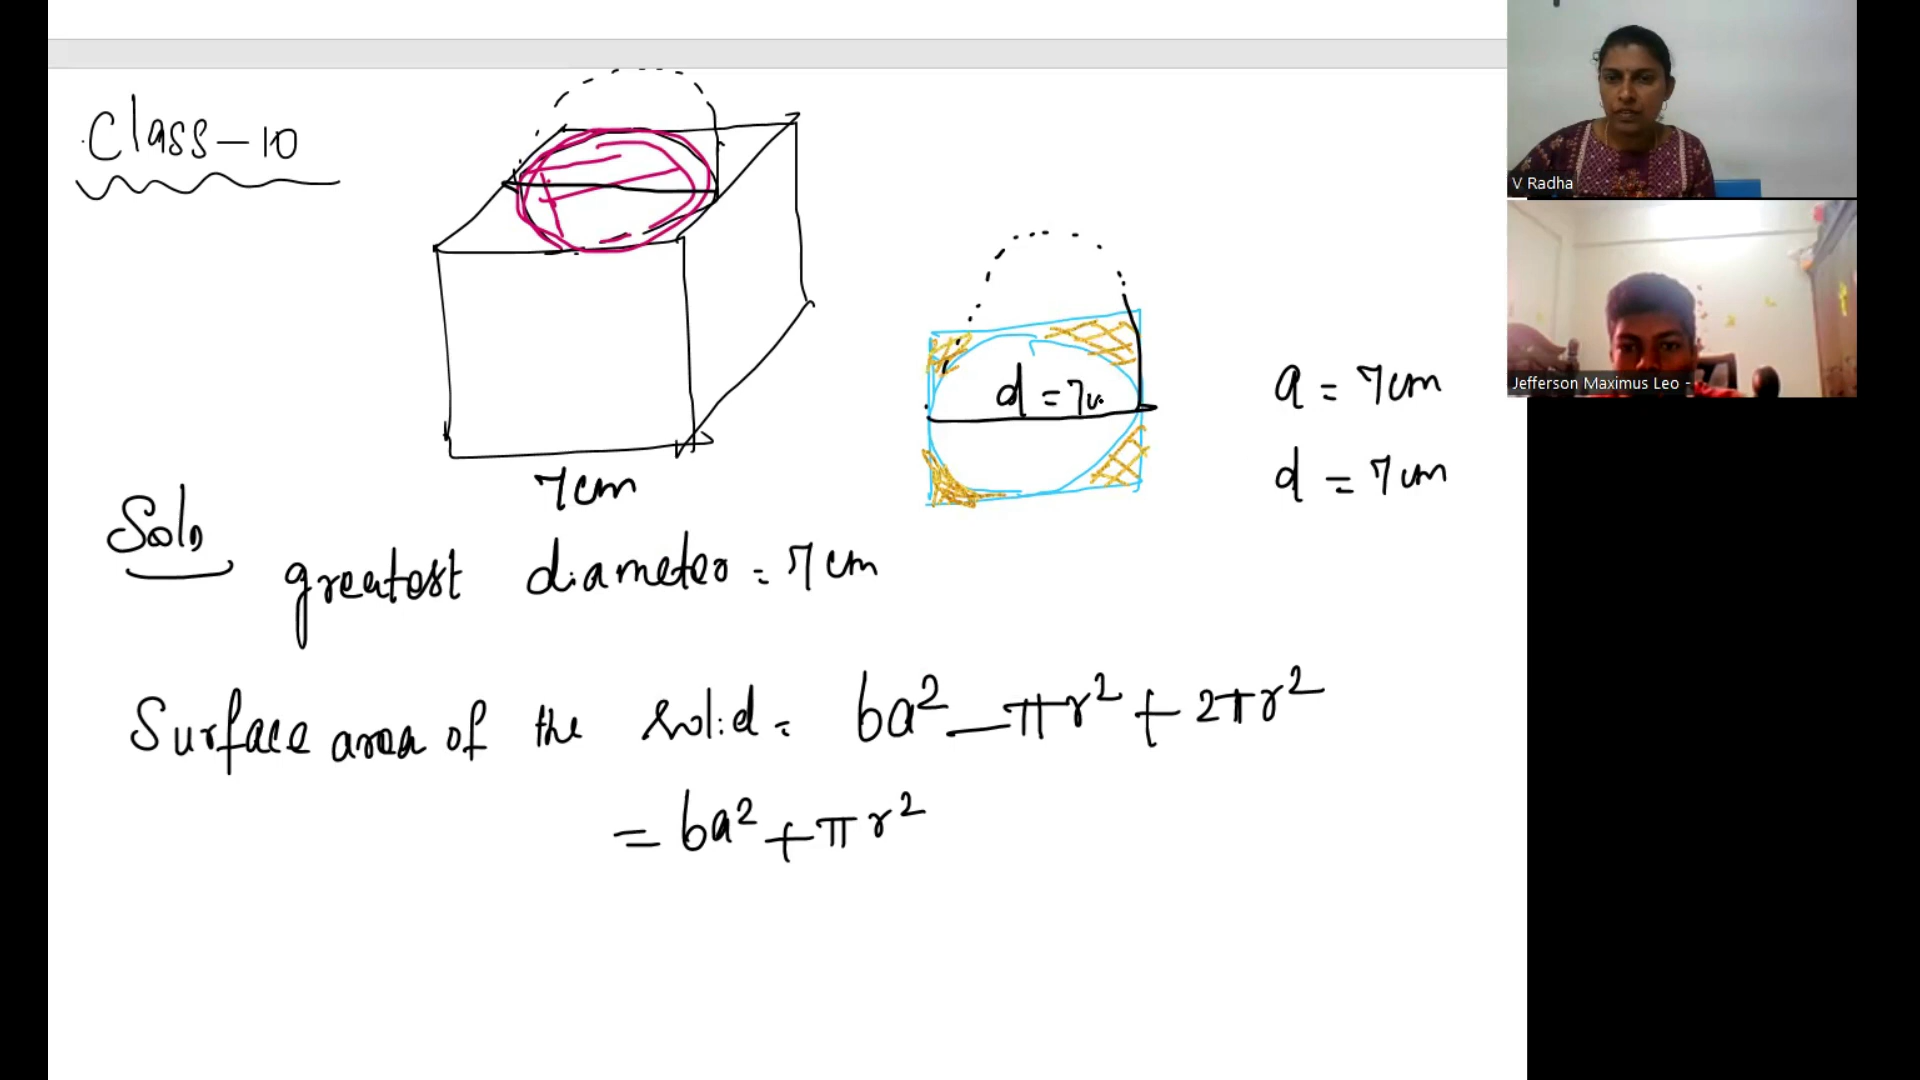 Class-10
7cm
d = 7cm
a = 7cm
d = 7cm
Soln
greatest diameter = 7cm
Surface area of the solid = 6a² - πr² + 2πr²
= 6a² + πr²
V Radha
Jefferson Maximus Leo -